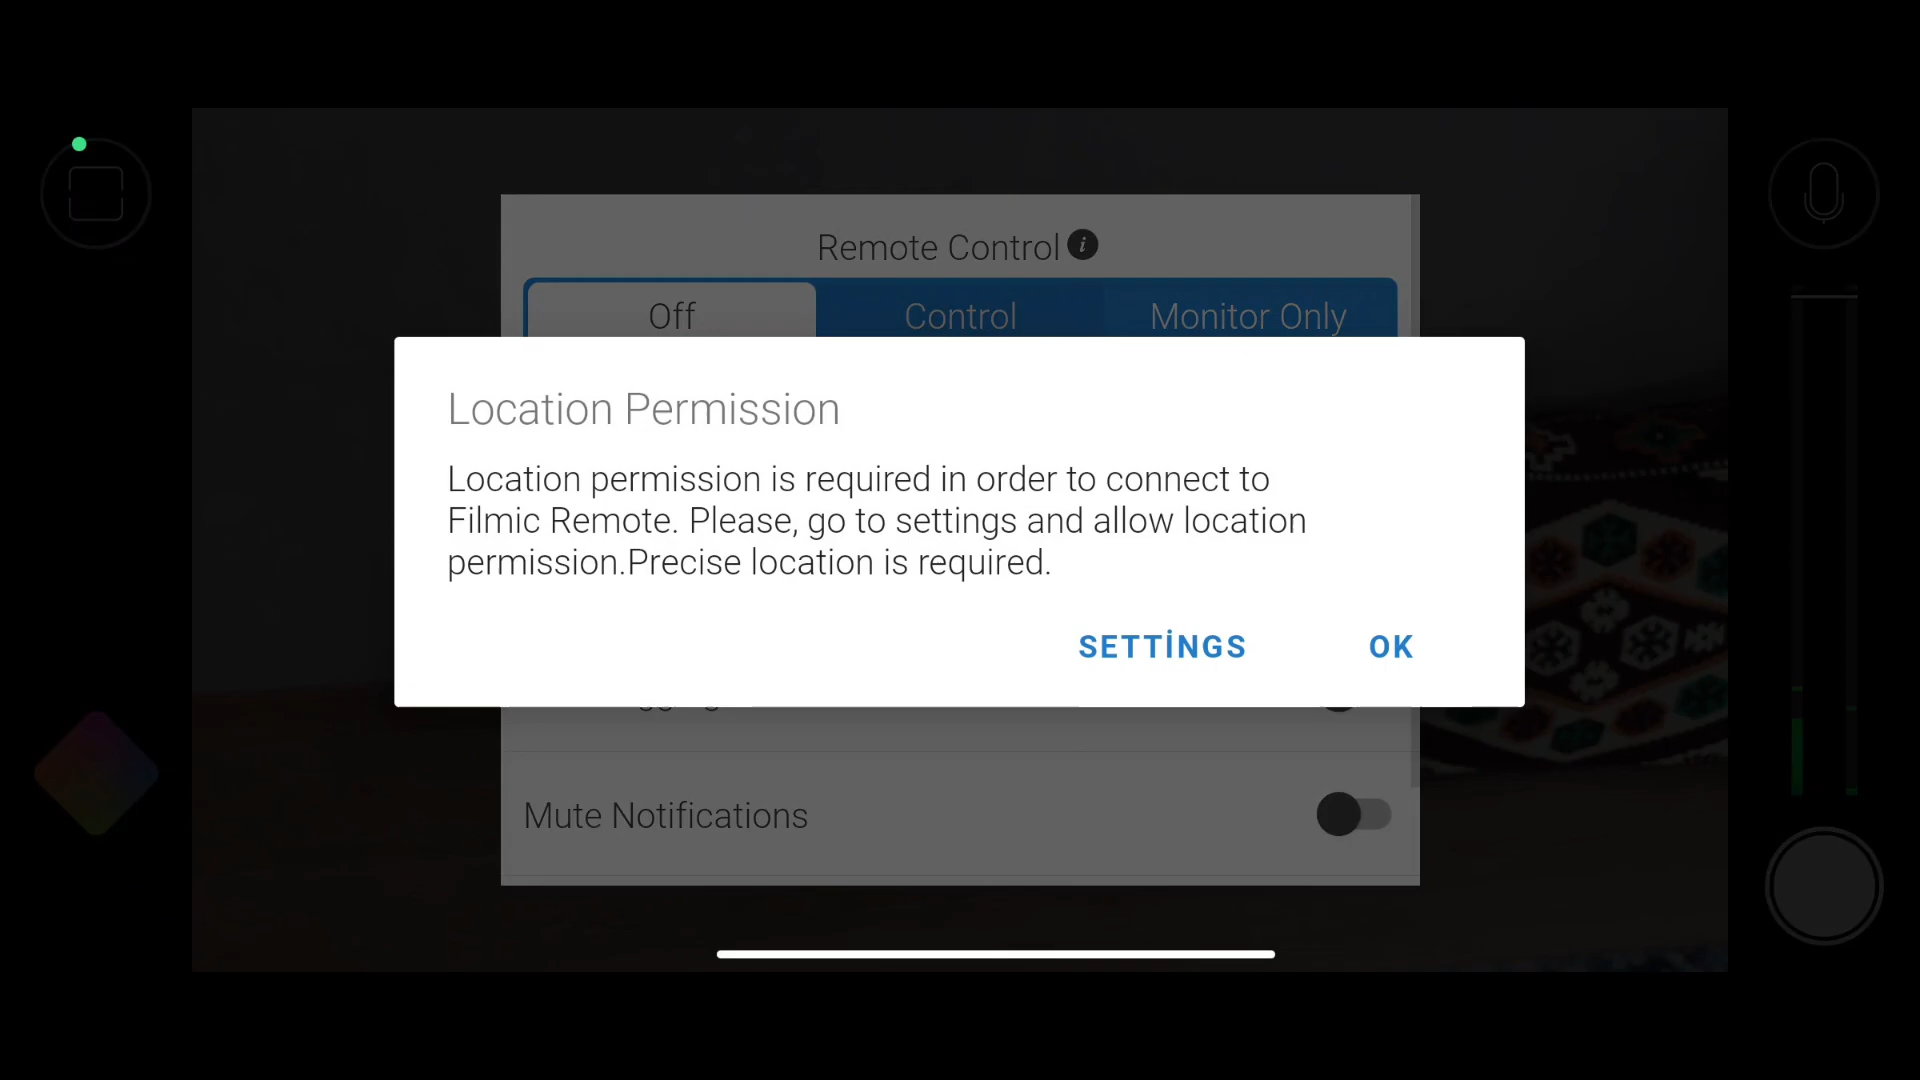 Remote Control
Off Control Monitor Only
Location Permission
Location permission is required in order to connect to
Filmic Remote. Please, go to settings and allow location
permission.Precise location is required.
SETTİNGS OK
Mute Notifications